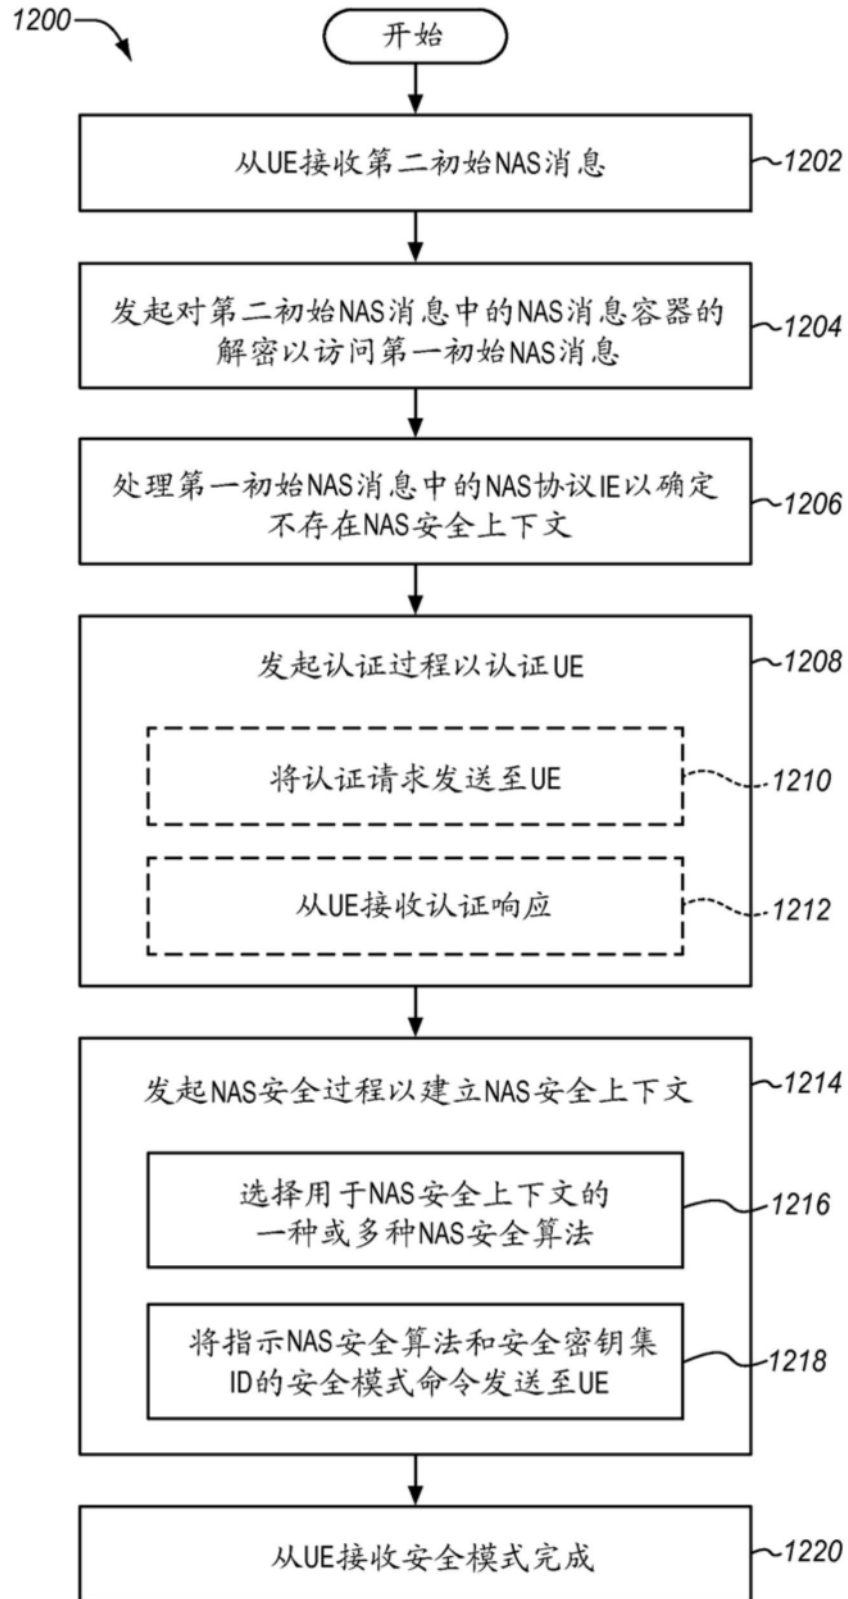 1200
开始
从UE接收第二初始NAS消息
1202
发起对第二初始NAS消息中的NAS消息容器的
解密以访问第一初始NAS消息
1204
处理第一初始NAS消息中的NAS协议IE以确定
不存在NAS安全上下文
1206
发起认证过程以认证UE
1208
将认证请求发送至UE
1210
从UE接收认证响应
1212
发起NAS安全过程以建立NAS安全上下文
1214
选择用于NAS安全上下文的
一种或多种NAS安全算法
1216
将指示NAS安全算法和安全密钥集
ID的安全模式命令发送至UE
1218
从UE接收安全模式完成
1220